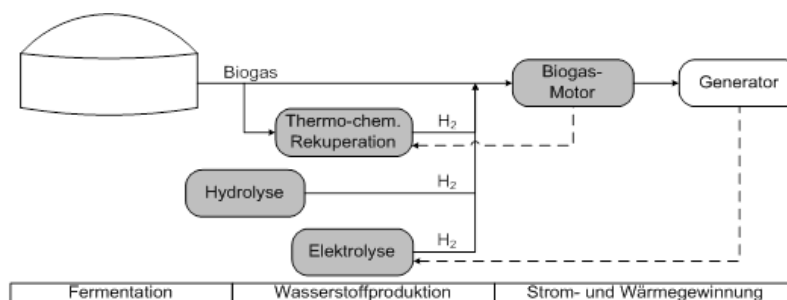 Biogas
Biogas-
Motor
Generator
Thermo-chem.
Rekuperation
H₂
Hydrolyse
H₂
Elektrolyse
H₂
Fermentation
Wasserstoffproduktion
Strom- und Wärmegewinnung